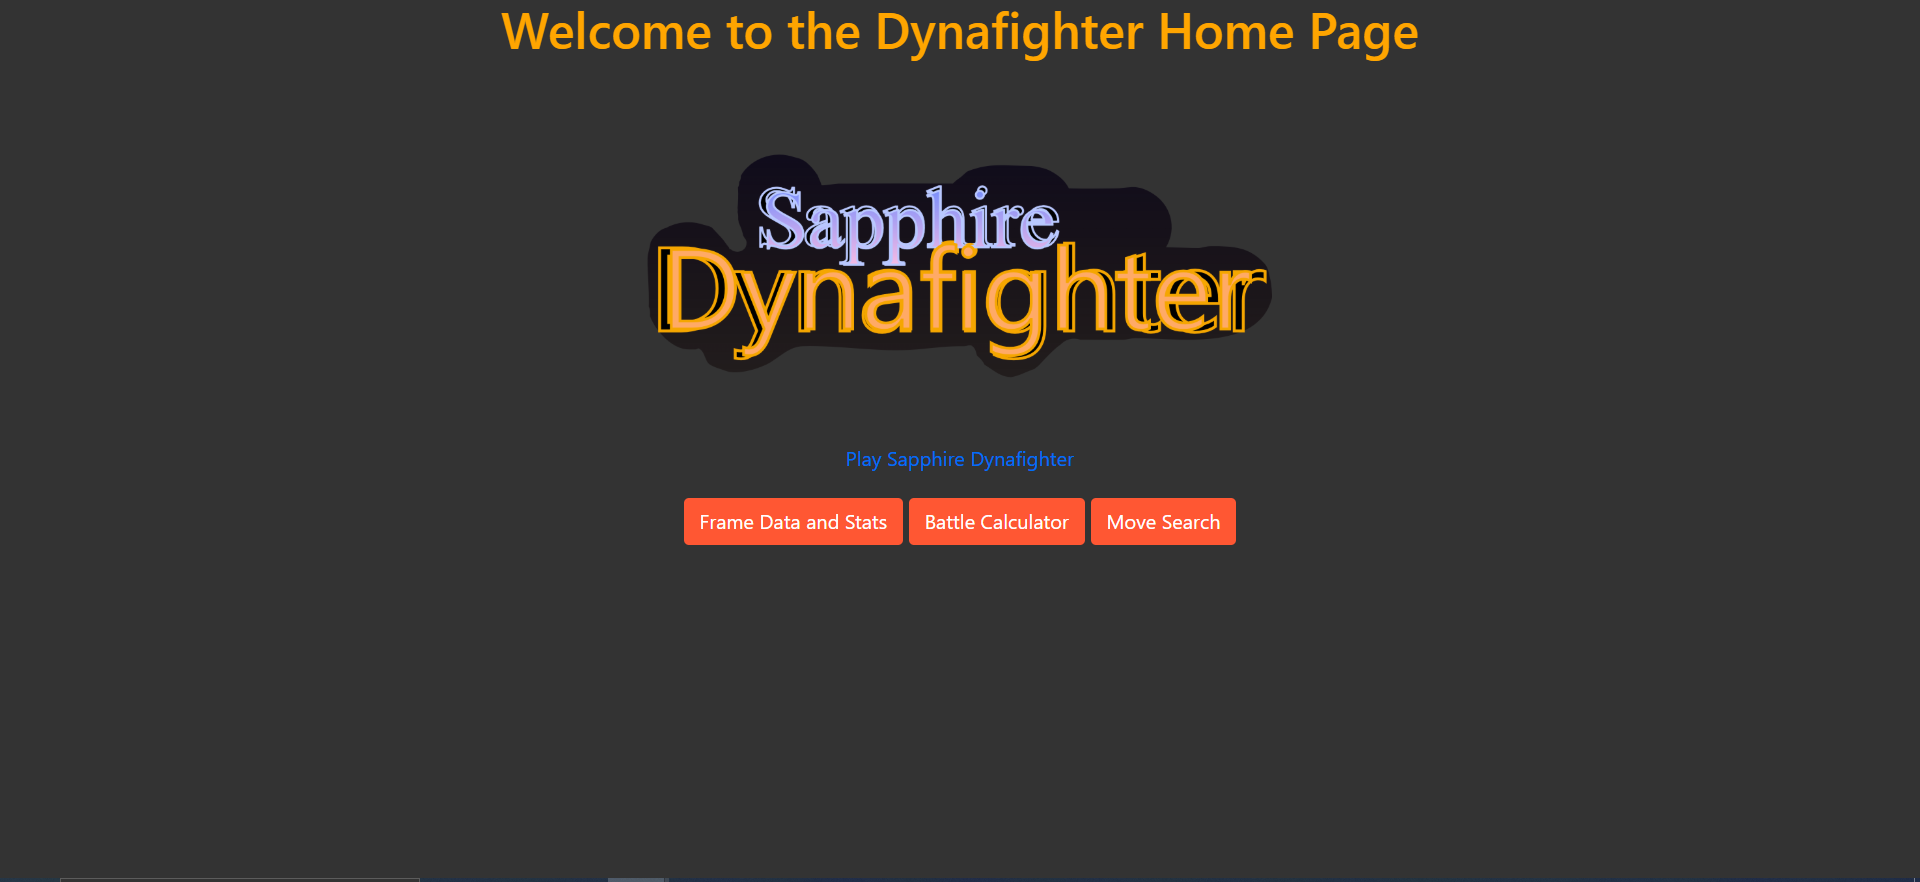 Welcome to the Dynafighter Home Page
Sapphire
Dynafighter
Play Sapphire Dynafighter
Frame Data and Stats Battle Calculator Move Search